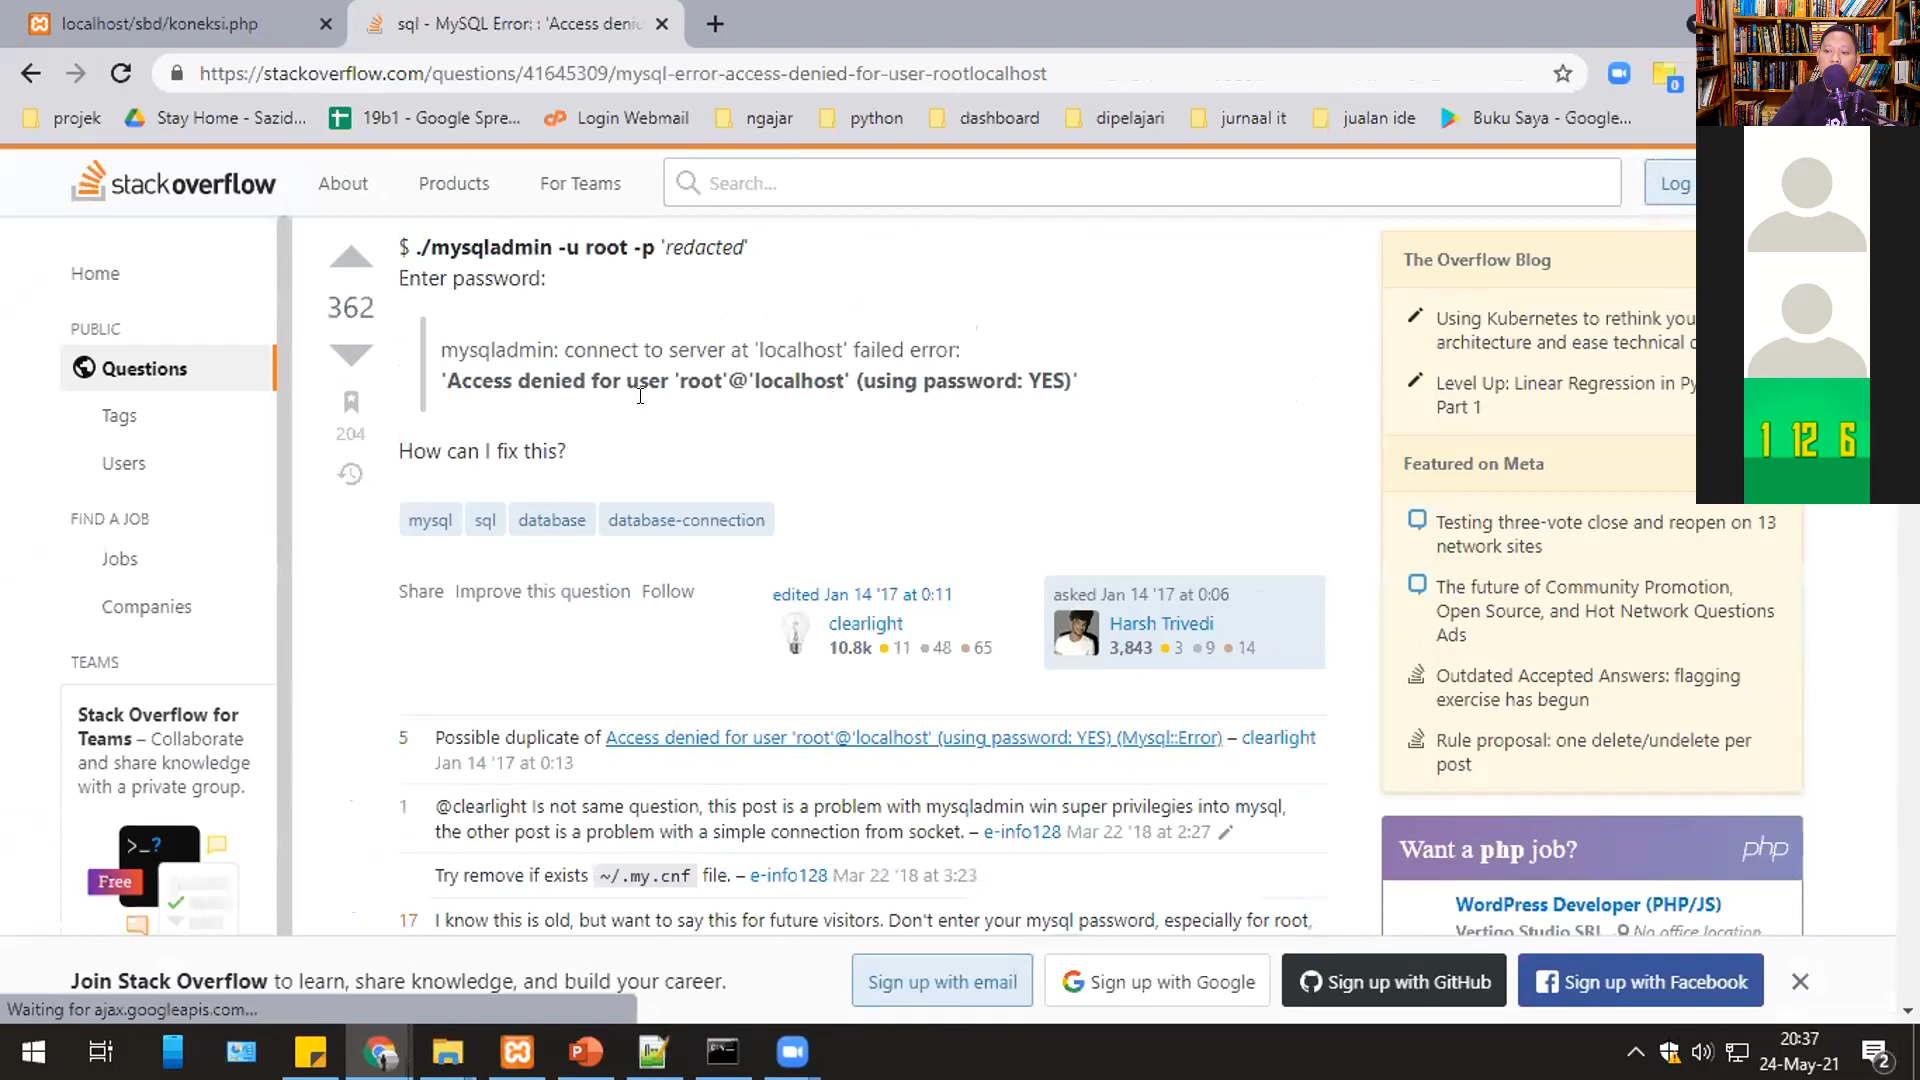 localhost/sbd/koneksi.php
sql - MySQL Error: : 'Access deni
https://stackoverflow.com/questions/41645309/mysql-error-access-denied-for-user-rootlocalhost
0
projek
Stay Home - Sazid...
19b1 - Google Spre...
Login Webmail
ngajar
python
dashboard
dipelajari
jurnaal it
jualan ide
Buku Saya - Google...
stackoverflow
About
Products
For Teams
Search...
Log
Home
PUBLIC
Questions
Tags
Users
FIND A JOB
Jobs
Companies
TEAMS
Stack Overflow for
Teams – Collaborate
and share knowledge
with a private group.
>_?
Free
362
204
$ ./mysqladmin -u root -p 'redacted'
Enter password:
mysqladmin: connect to server at 'localhost' failed error:
'Access denied for user 'root'@'localhost' (using password: YES)'
How can I fix this?
mysql
sql
database
database-connection
Share
Improve this question
Follow
edited Jan 14 '17 at 0:11
clearlight
10.8k ●11 ●48 ●65
asked Jan 14 '17 at 0:06
Harsh Trivedi
3,843 ●3 ●9 ●14
5 Possible duplicate of Access denied for user 'root'@'localhost' (using password: YES) (Mysql::Error) – clearlight
Jan 14 '17 at 0:13
1 @clearlight Is not same question, this post is a problem with mysqladmin win super privilegies into mysql,
the other post is a problem with a simple connection from socket. – e-info128 Mar 22 '18 at 2:27
Try remove if exists ~/.my.cnf file. – e-info128 Mar 22 '18 at 3:23
17 I know this is old, but want to say this for future visitors. Don't enter your mysql password, especially for root,
The Overflow Blog
Using Kubernetes to rethink you
architecture and ease technical c
Level Up: Linear Regression in Py
Part 1
Featured on Meta
Testing three-vote close and reopen on 13
network sites
The future of Community Promotion,
Open Source, and Hot Network Questions
Ads
Outdated Accepted Answers: flagging
exercise has begun
Rule proposal: one delete/undelete per
post
Want a php job?
php
WordPress Developer (PHP/JS)
Vertigo Studio SRL
No office location
1 12 6
Join Stack Overflow to learn, share knowledge, and build your career.
Sign up with email
Sign up with Google
Sign up with GitHub
Sign up with Facebook
Waiting for ajax.googleapis.com...
20:37
24-May-21
2